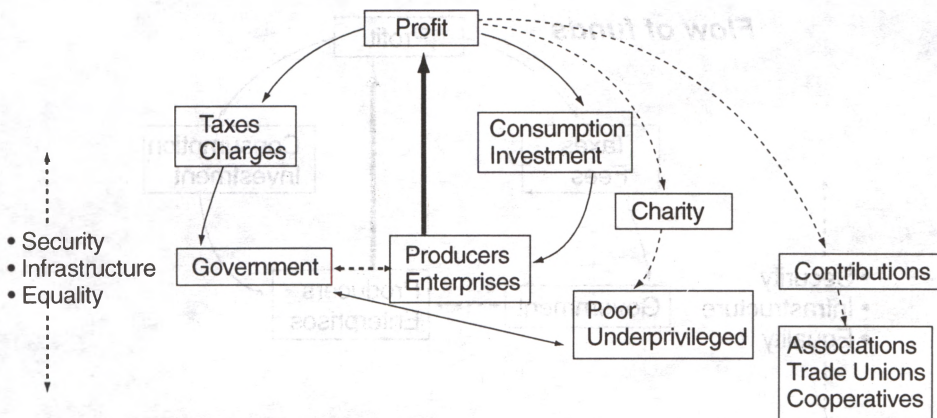 Profit
Taxes
Charges
Consumption
Investment
Charity
• Security
• Infrastructure
• Equality
Government
Producers
Enterprises
Contributions
Poor
Underprivileged
Associations
Trade Unions
Cooperatives